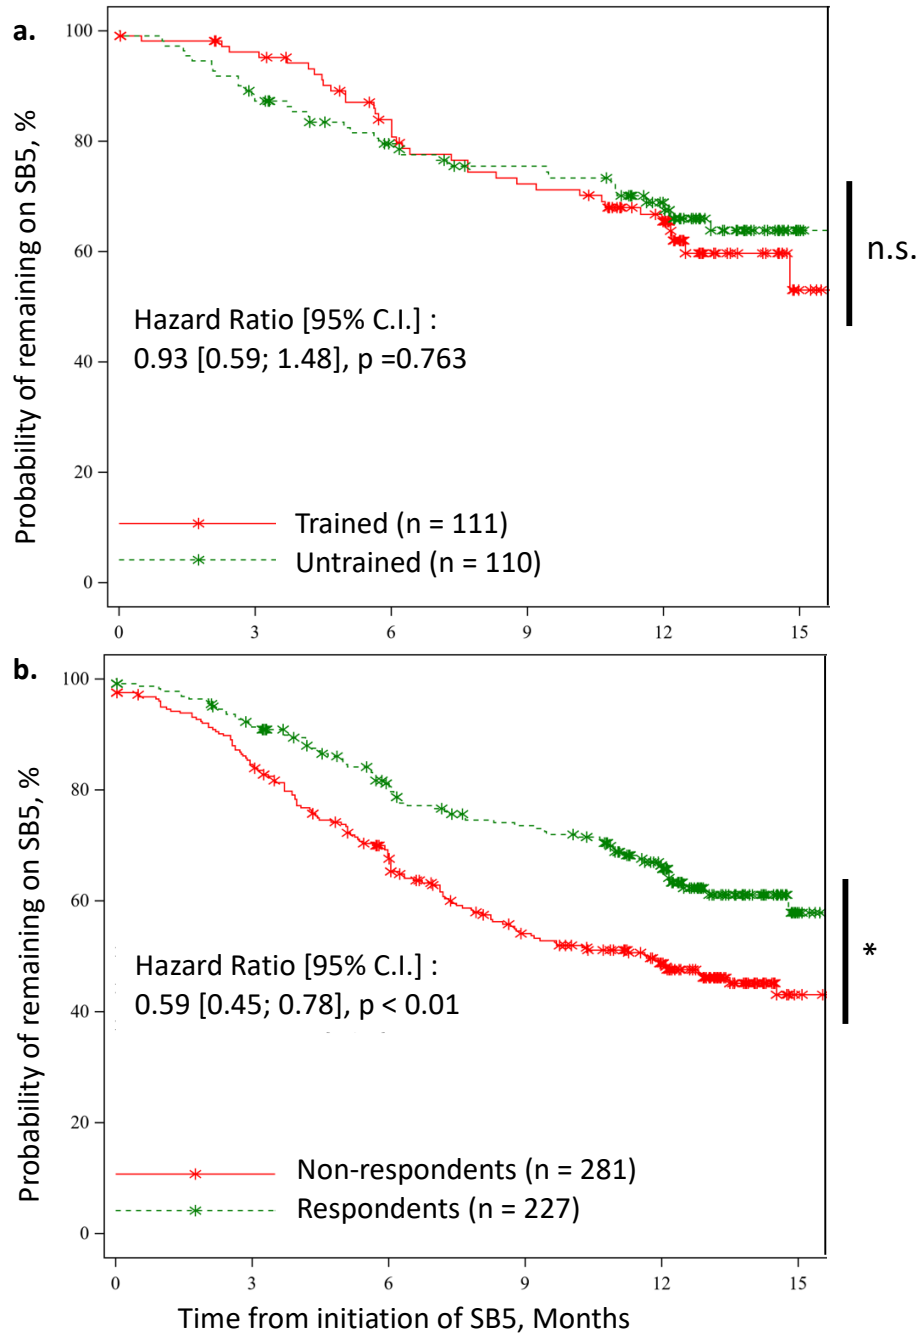 a.
Probability of remaining on SB5, %
100
80
60
40
20
0
n.s.
Hazard Ratio [95% C.I.] :
0.93 [0.59; 1.48], p =0.763
Trained (n = 111)
Untrained (n = 110)
0 3 6 9 12 15
b.
Probability of remaining on SB5, %
100
80
60
40
20
0
*
Hazard Ratio [95% C.I.] :
0.59 [0.45; 0.78], p < 0.01
Non-respondents (n = 281)
Respondents (n = 227)
0 3 6 9 12 15
Time from initiation of SB5, Months